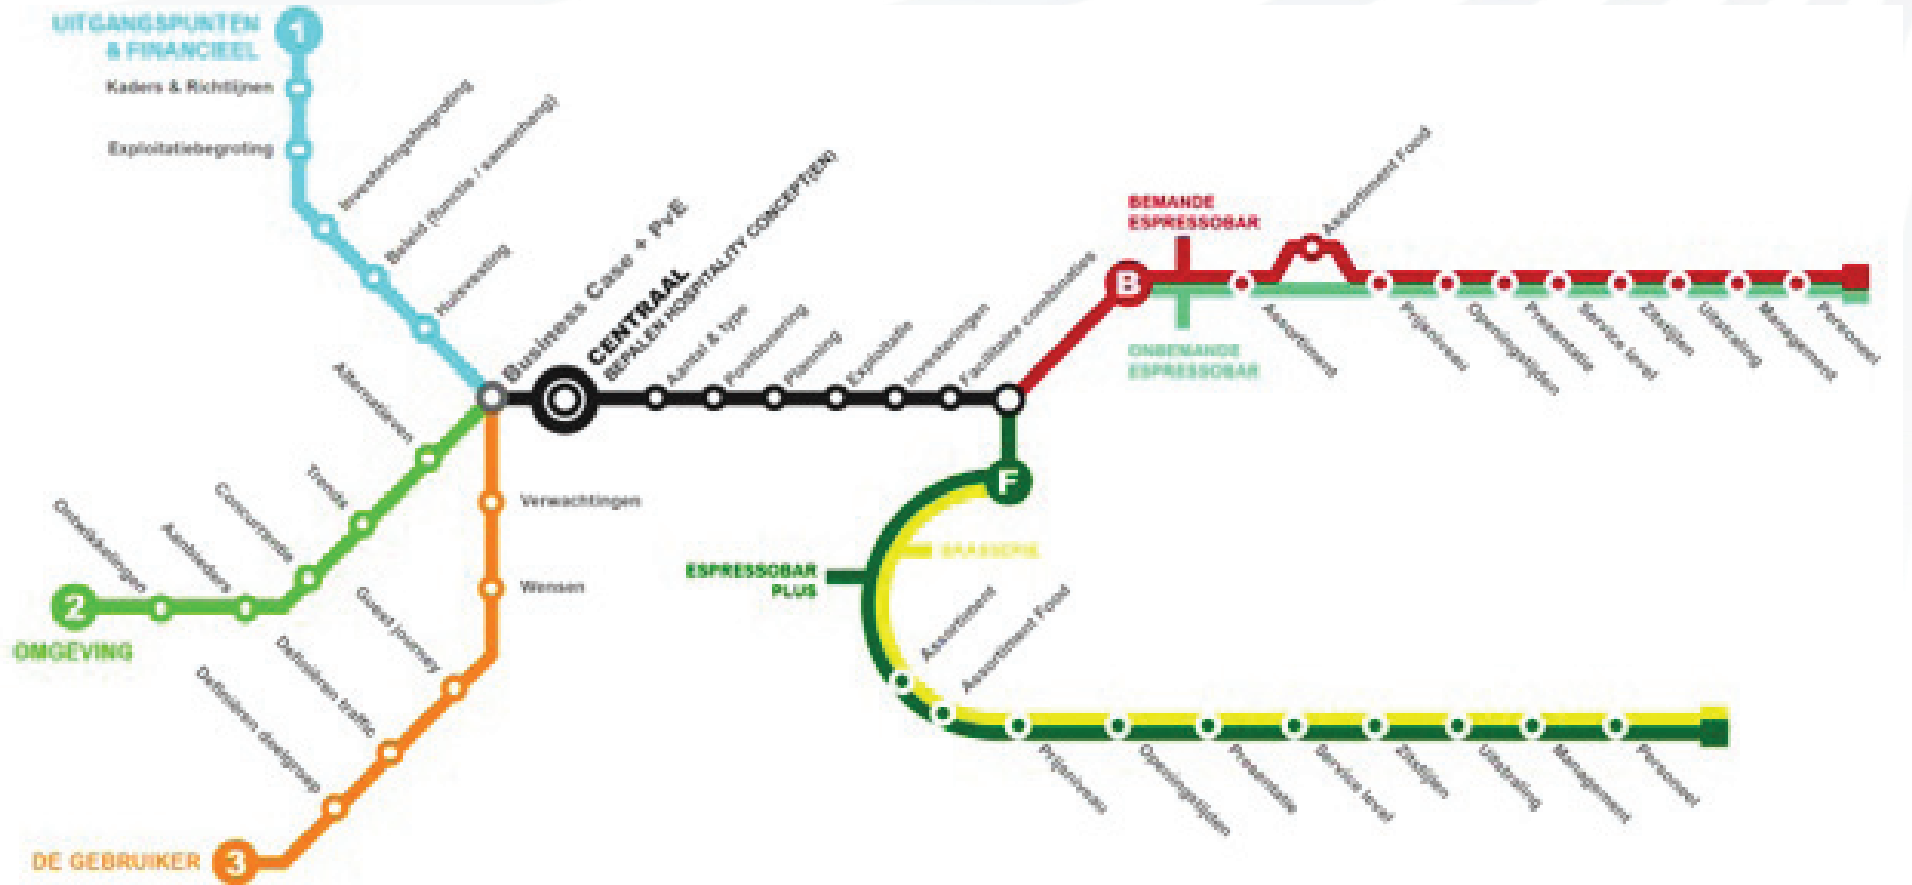 UITGANGSPUNTEN
& FINANCIEEL
1
Kaders & Richtlijnen
Exploitatiebegroting
Investeringsbegroting
Beleid (functie / samenhang)
Huisvesting
Business Case + PvE
CENTRAAL
BEPALEN HOSPITALITY CONCEPT(EN)
Aantal & type
Positionering
Planning
Exploitatie
Investeringen
Facilitaire combinaties
B
BEMANDE
ESPRESSOBAR
ONBEMANDE
ESPRESSOBAR
Assortiment
Assortiment Food
Prijsniveau
Openingstijden
Presentatie
Service level
Zitstijlen
Uitstraling
Management
Personeel
Alternatieven
Trends
Concurrentie
Aanbieders
Ontwikkelingen
2
OMGEVING
Verwachtingen
Wensen
Guest journey
Definiëren traffic
Definiëren doelgroep
3
DE GEBRUIKER
F
BRASSERIE
ESPRESSOBAR
PLUS
Assortiment
Assortiment Food
Prijsniveau
Openingstijden
Presentatie
Service level
Zitstijlen
Uitstraling
Management
Personeel